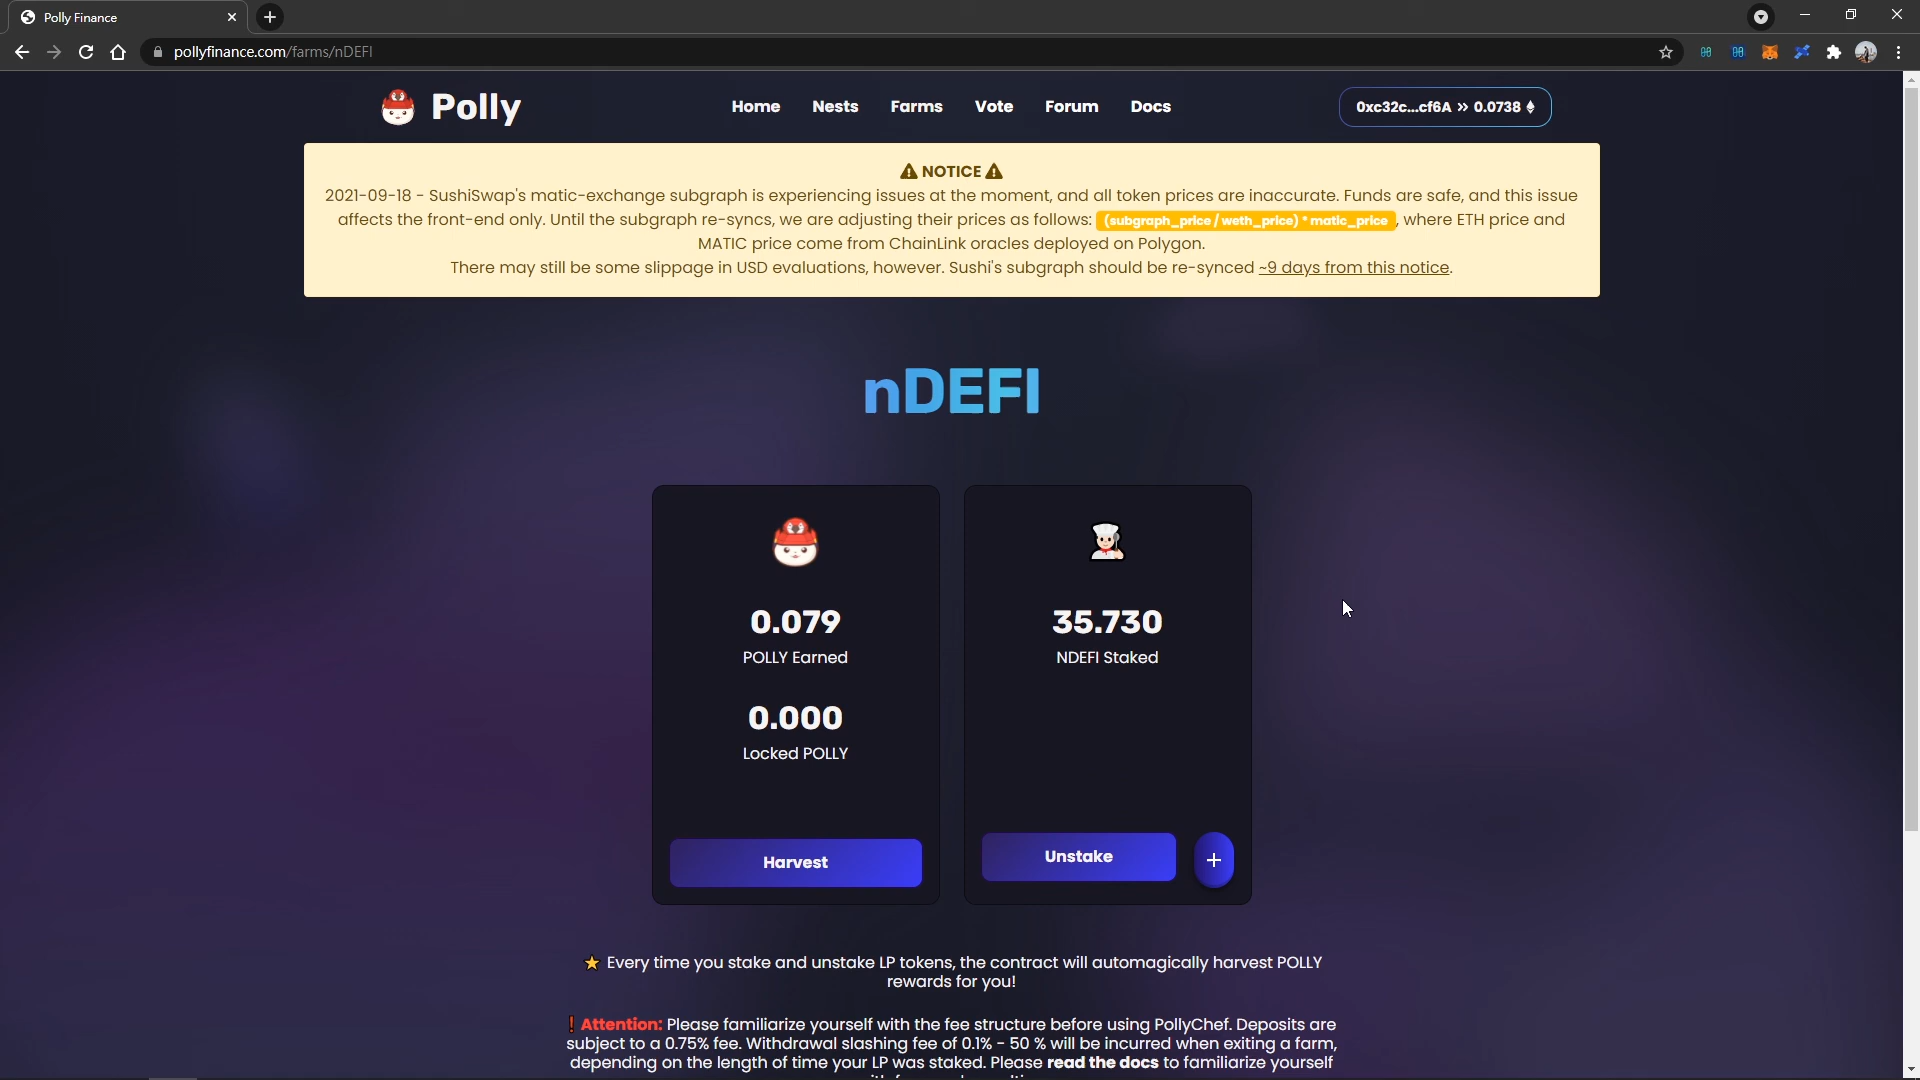 Polly Finance
pollyfinance.com/farms/nDEFI
Polly
Home Nests Farms Vote Forum Docs
0xc32c...cf6A >> 0.0738
NOTICE
2021-09-18 - SushiSwap's matic-exchange subgraph is experiencing issues at the moment, and all token prices are inaccurate. Funds are safe, and this issue
affects the front-end only. Until the subgraph re-syncs, we are adjusting their prices as follows: (subgraph_price / weth_price) * matic_price , where ETH price and
MATIC price come from ChainLink oracles deployed on Polygon.
There may still be some slippage in USD evaluations, however. Sushi's subgraph should be re-synced ~9 days from this notice.
nDEFI
0.079
POLLY Earned
0.000
Locked POLLY
Harvest
35.730
NDEFI Staked
Unstake +
Every time you stake and unstake LP tokens, the contract will automagically harvest POLLY
rewards for you!
❗ Attention: Please familiarize yourself with the fee structure before using PollyChef. Deposits are
subject to a 0.75% fee. Withdrawal slashing fee of 0.1% - 50 % will be incurred when exiting a farm,
depending on the length of time your LP was staked. Please read the docs to familiarize yourself